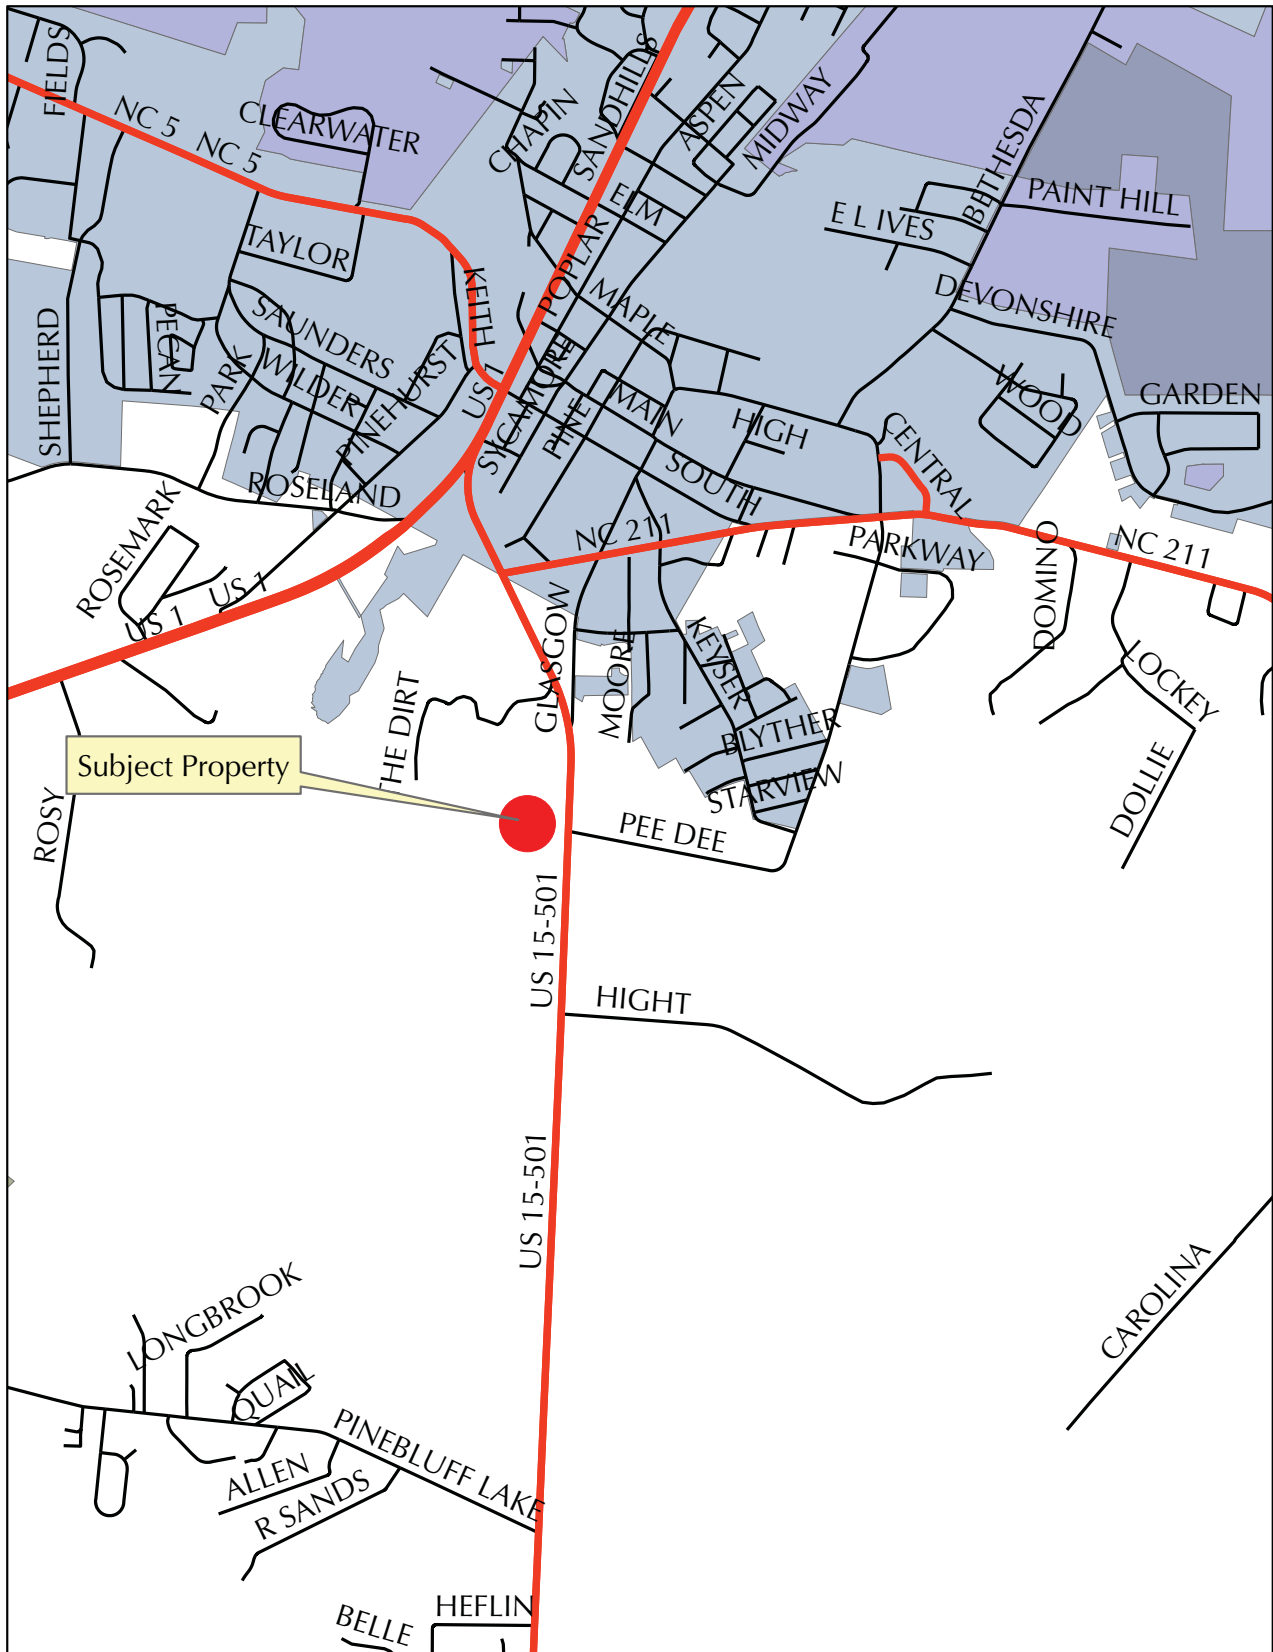 FIELDS
NC 5
NC 5
CLEARWATER
CHAPIN
SANDHILLS
ASPEN
MIDWAY
BETHESDA
PAINT HILL
E L IVES
ELM
TAYLOR
KEITH
POPLAR
MAPLE
DEVONSHIRE
SHEPHERD
PECAN
SAUNDERS
PARK
WILDER
PINEHURST
US 1
SYCAMORE
PINE
MAIN
HIGH
WOOD
GARDEN
CENTRAL
SOUTH
ROSELAND
ROSEMARK
NC 211
PARKWAY
DOMINO
NC 211
US 1
US 1
GLASGOW
MOORE
KEYSER
LOCKEY
THE DIRT
BLYTHER
STARVIEW
DOLLIE
Subject Property
ROSY
PEE DEE
US 15-501
HIGHT
US 15-501
CAROLINA
LONGBROOK
QUAIL
PINEBLUFF LAKE
ALLEN
R SANDS
HEFLIN
BELLE